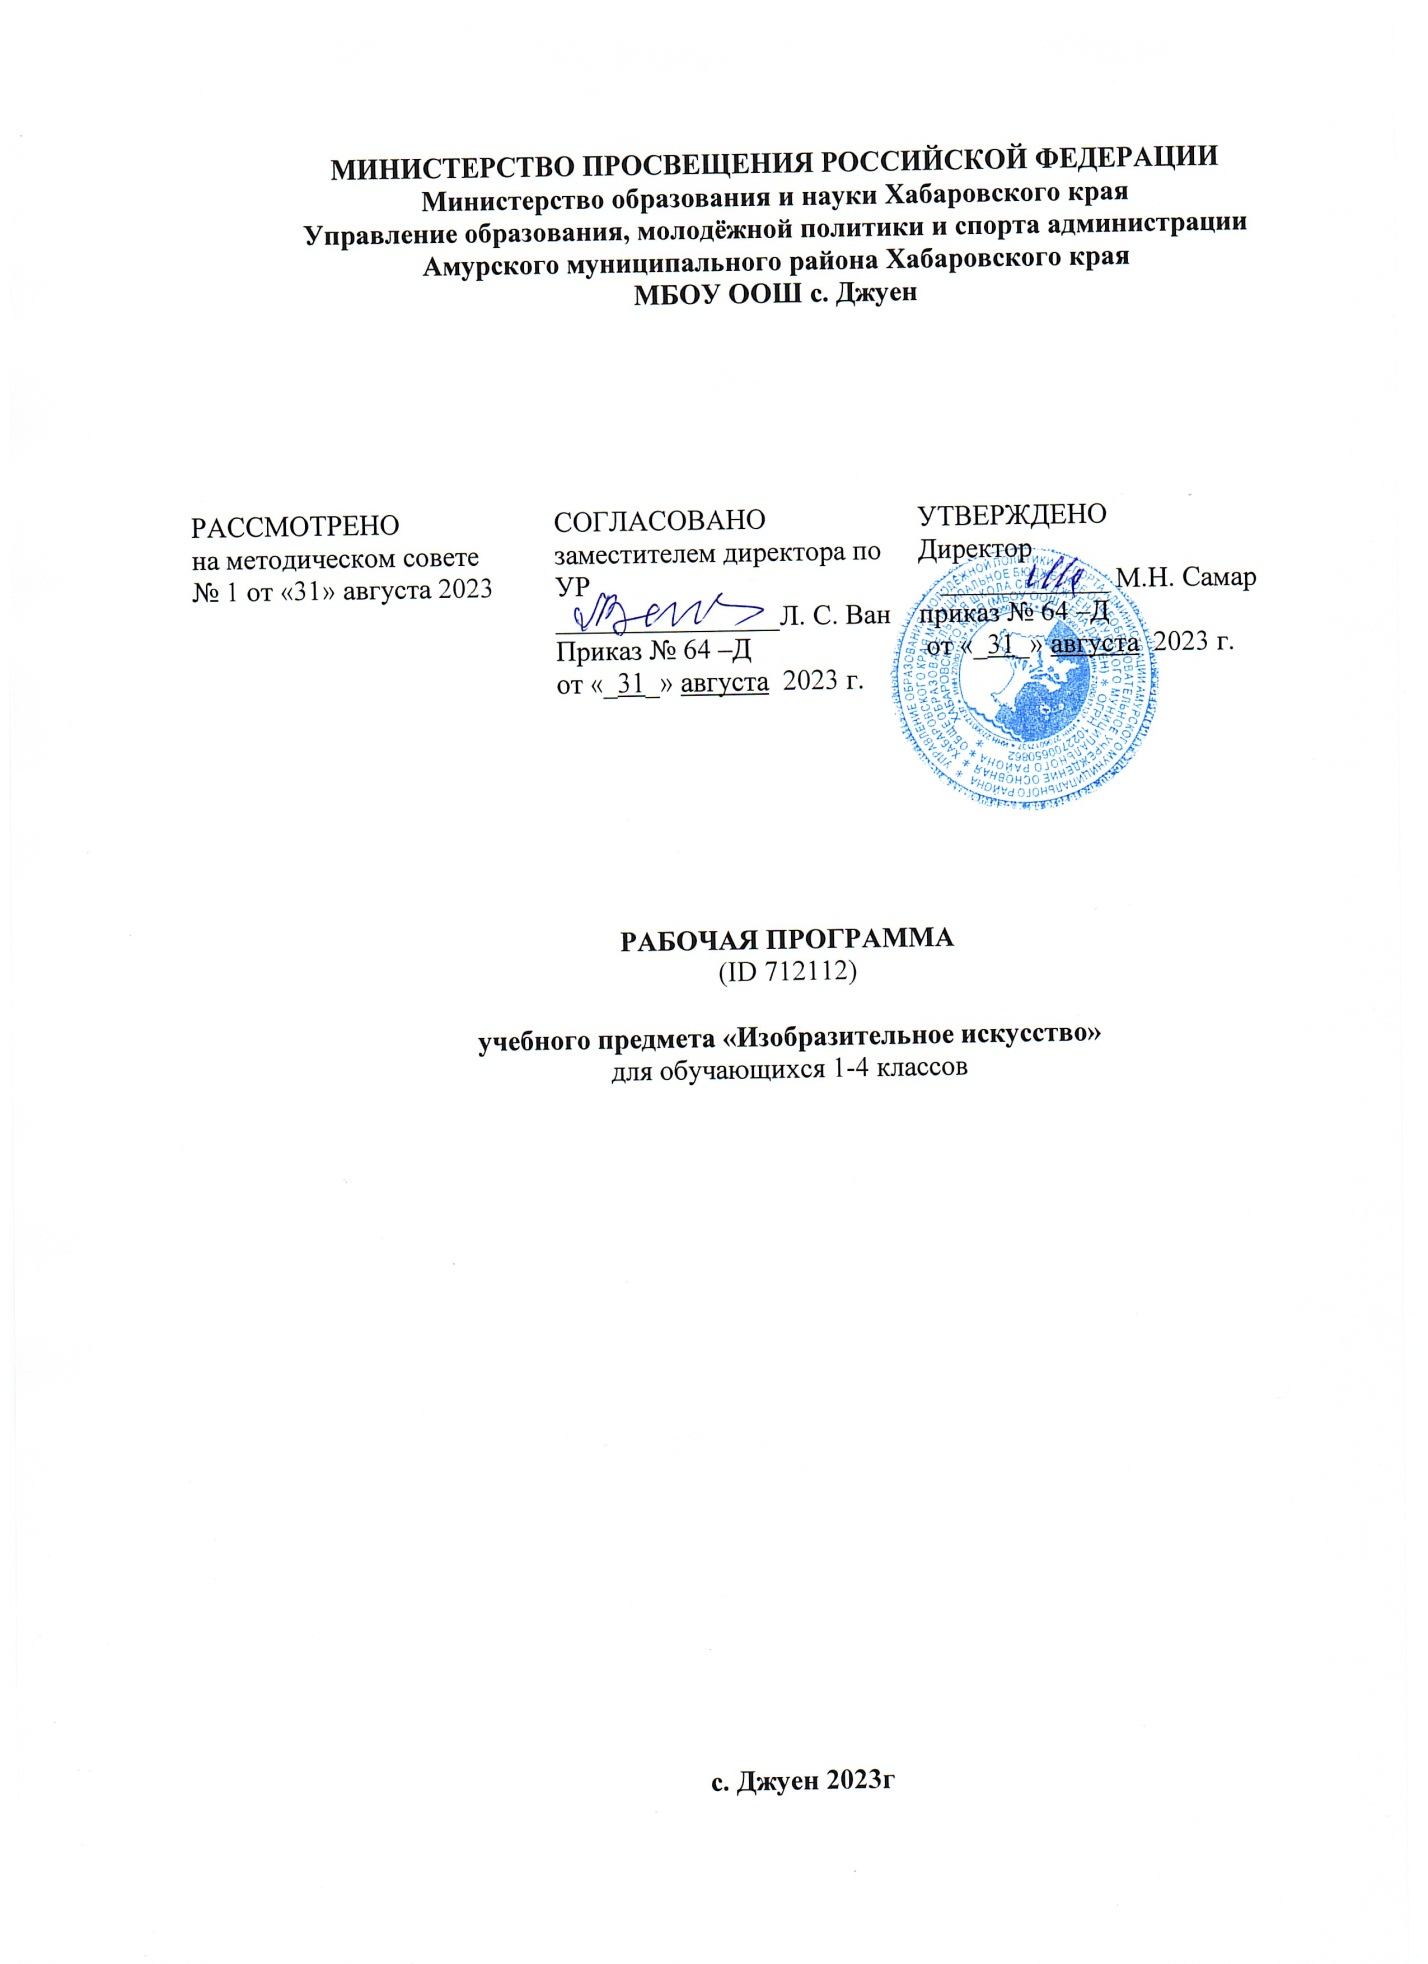 МИНИСТЕРСТВО ПРОСВЕЩЕНИЯ РОССИЙСКОЙ ФЕДЕРАЦИИ
Министерство образования и науки Хабаровского края
Управление образования, молодёжной политики и спорта администрации
Амурского муниципального района Хабаровского края
МБОУ ООШ с. Джуен
РАССМОТРЕНО
на методическом совете
№ 1 от «31» августа 2023
СОГЛАСОВАНО
заместителем директора по
УР
Л. С. Ван
Приказ № 64 –Д
от «_31_» августа 2023 г.
УТВЕРЖДЕНО
Директор
М.Н. Самар
приказ № 64 –Д
от «_31_» августа 2023 г.
РАБОЧАЯ ПРОГРАММА
(ID 712112)
учебного предмета «Изобразительное искусство»
для обучающихся 1-4 классов
с. Джуен 2023г